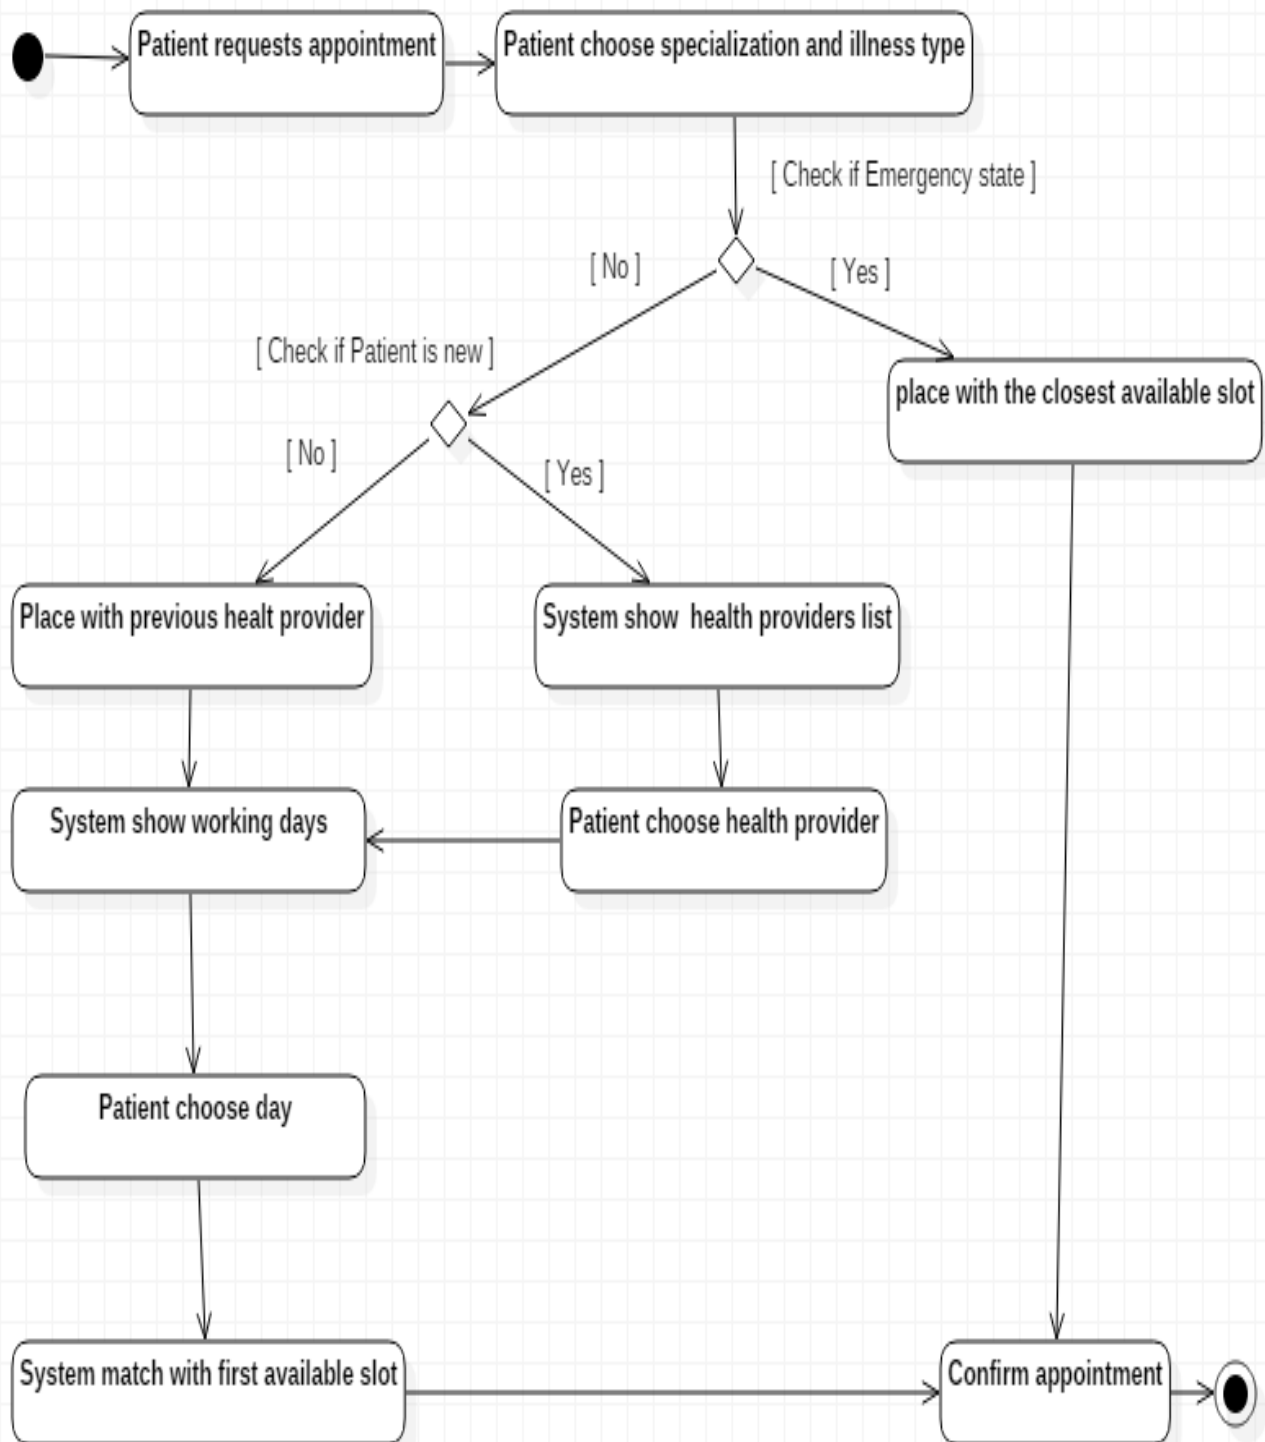 Patient requests appointment
Patient choose specialization and illness type
[ Check if Emergency state ]
[ No ]
[ Yes ]
[ Check if Patient is new ]
place with the closest available slot
[ No ]
[ Yes ]
Place with previous healt provider
System show  health providers list
System show working days
Patient choose health provider
Patient choose day
System match with first available slot
Confirm appointment